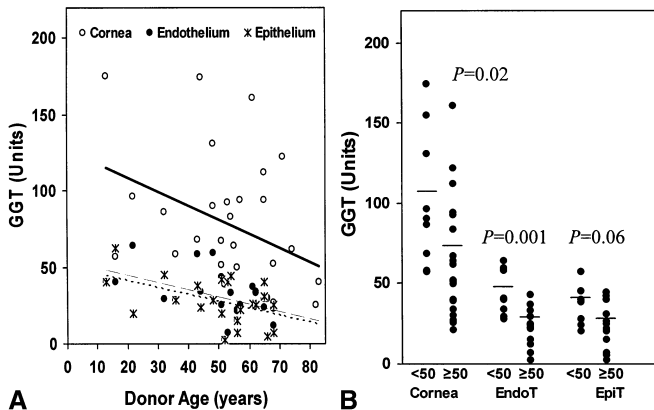 ○ Cornea ● Endothelium ✳ Epithelium
200
150
100
50
0
GGT (Units)
0 10 20 30 40 50 60 70 80
Donor Age (years)
A
200
150
100
50
0
GGT (Units)
P=0.02
P=0.001
P=0.06
<50 ≥50 <50 ≥50 <50 ≥50
Cornea EndoT EpiT
B